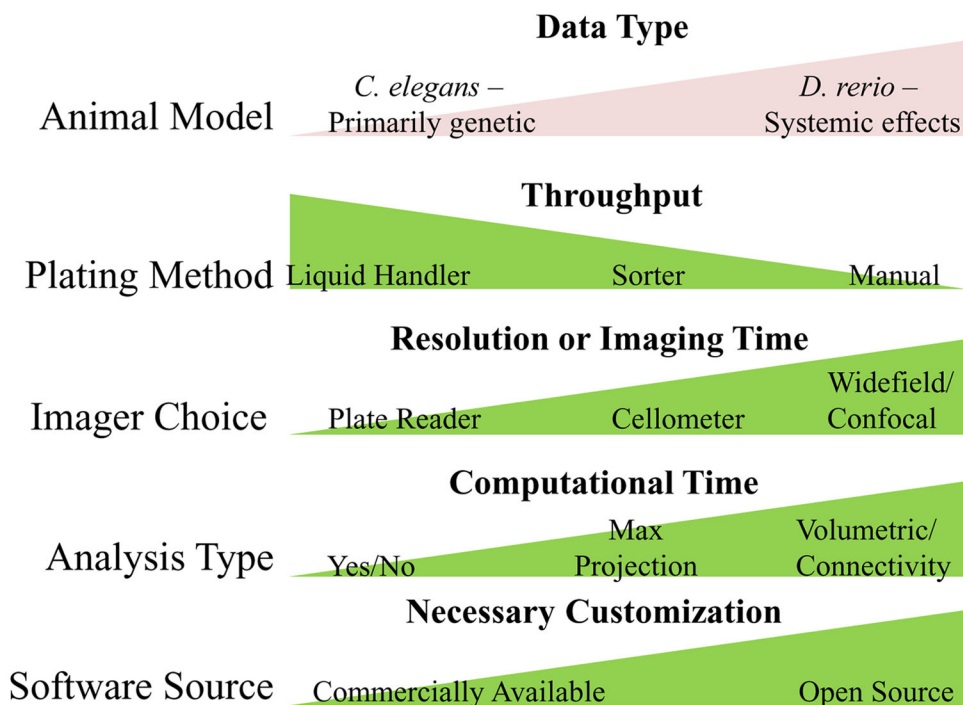 Data Type
Animal Model
C. elegans –
Primarily genetic
D. rerio –
Systemic effects
Throughput
Plating Method
Liquid Handler
Sorter
Manual
Resolution or Imaging Time
Imager Choice
Plate Reader
Cellometer
Widefield/
Confocal
Computational Time
Analysis Type
Yes/No
Max
Projection
Volumetric/
Connectivity
Necessary Customization
Software Source
Commercially Available
Open Source